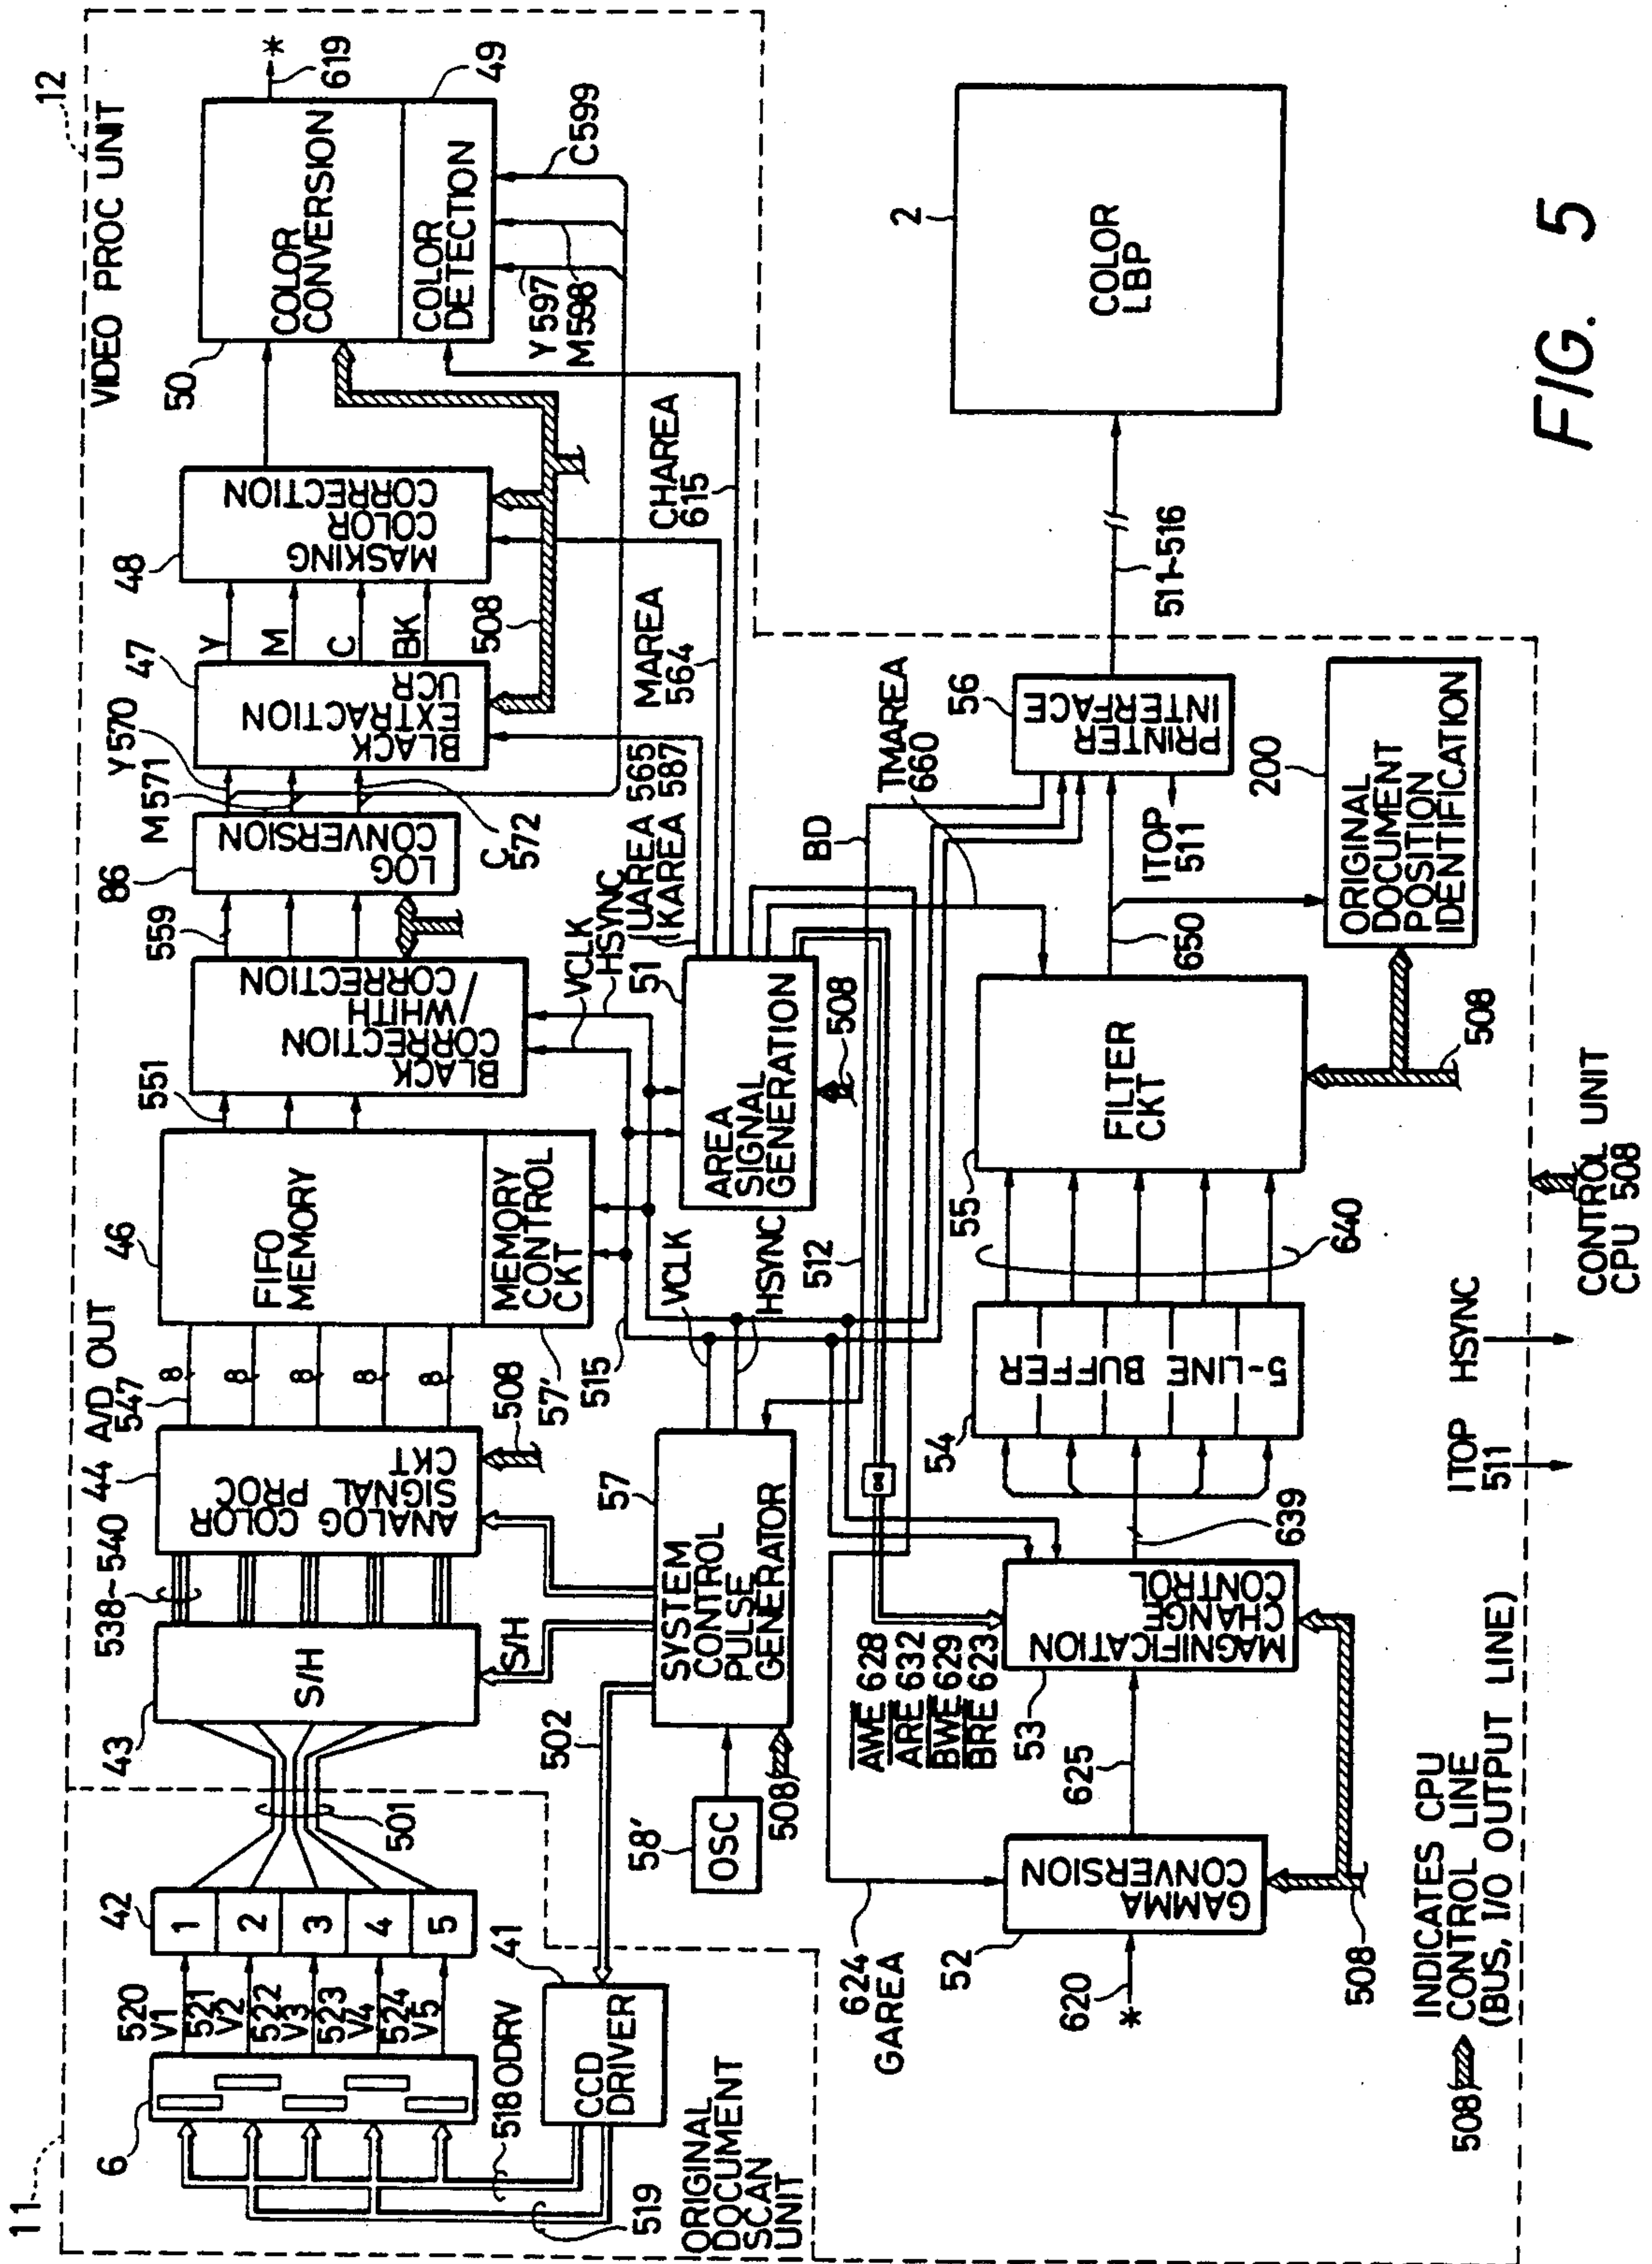 11
12
VIDEO PROC UNIT
6
520
V1
521
V2
522
V3
523
V4
524
V5
42
1
2
3
4
5
501
43
S/H
538~540
44
ANALOG COLOR
SIGNAL PROC
CKT
508
A/D OUT
547
8
8
8
8
8
46
FIFO
MEMORY
MEMORY
CONTROL
CKT
57'
515
551
BLACK
CORRECTION
/WHITH
CORRECTION
559
86
LOG
CONVERSION
Y570
M571
C
572
47
BLACK
EXTRACTION
UCR
Y
M
C
BK
508
48
MASKING
COLOR
CORRECTION
50
COLOR
CONVERSION
COLOR
DETECTION
49
* 619
Y597
M598
C599
518 ODRV
519
41
CCD
DRIVER
ORIGINAL
DOCUMENT
SCAN
UNIT
502
S/H
57
SYSTEM
CONTROL
PULSE
GENERATOR
58'
OSC
508
VCLK
HSYNC
VCLK
HSYNC
UAREA 565
KAREA 587
MAREA
564
CHAREA
615
51
AREA
SIGNAL
GENERATION
508
512
BD
TMAREA
660
624
GAREA
AWE 628
ARE 632
BWE 629
BRE 623
620
*
52
GAMMA
CONVERSION
625
53
MAGNIFICATION
CHANGE
CONTROL
508
639
54
5-LINE BUFFER
640
55
FILTER
CKT
650
508
56
PRINTER
INTERFACE
ITOP
511
200
ORIGINAL
DOCUMENT
POSITION
IDENTIFICATION
511~516
2
COLOR
LBP
508 INDICATES CPU
CONTROL LINE
(BUS, I/O OUTPUT LINE)
ITOP
511
HSYNC
CONTROL UNIT
CPU 508
FIG. 5